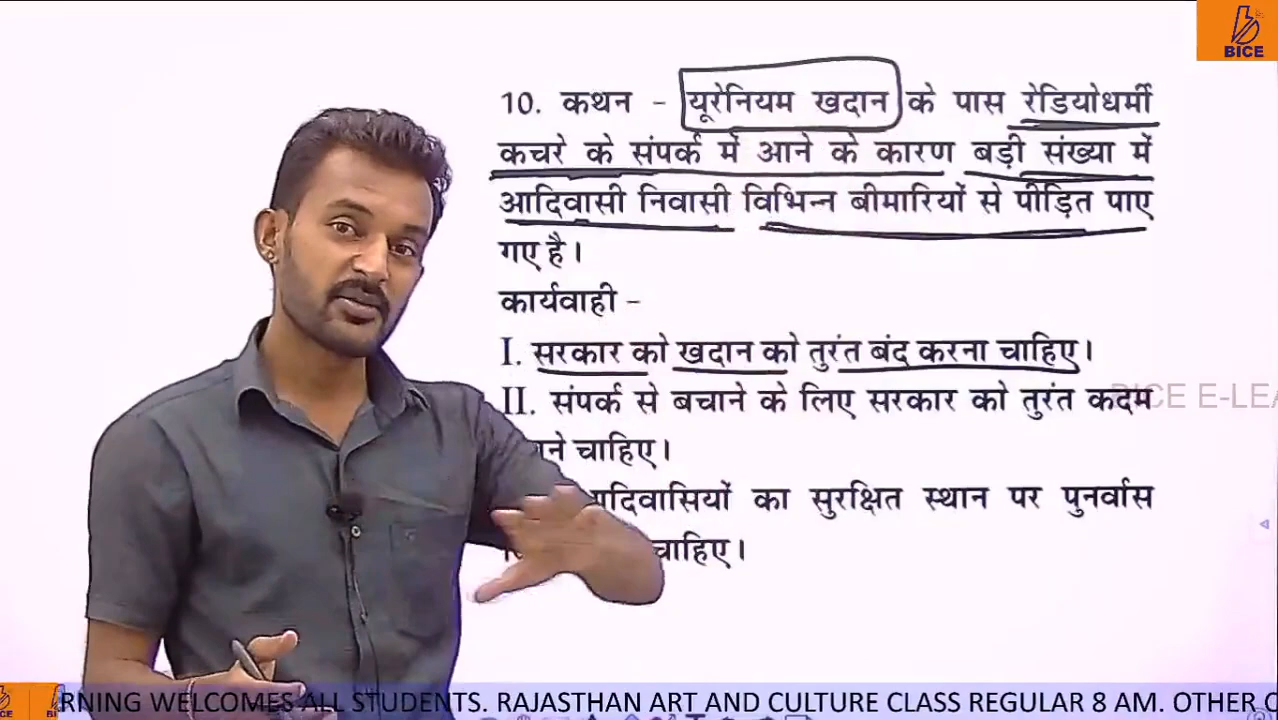 BICE
10. कथन - यूरेनियम खदान के पास रेडियोधर्मी
कचरे के संपर्क में आने के कारण बड़ी संख्या में
आदिवासी निवासी विभिन्न बीमारियों से पीड़ित पाए
गए है।
कार्यवाही -
I. सरकार को खदान को तुरंत बंद करना चाहिए।
II. संपर्क से बचाने के लिए सरकार को तुरंत कदम
चाहिए।
BICE E-LEA
का सुरक्षित स्थान पर पुनर्वास
चाहिए।
RNING WELCOMES ALL STUDENTS. RAJASTHAN ART AND CULTURE CLASS REGULAR 8 AM. OTHER C